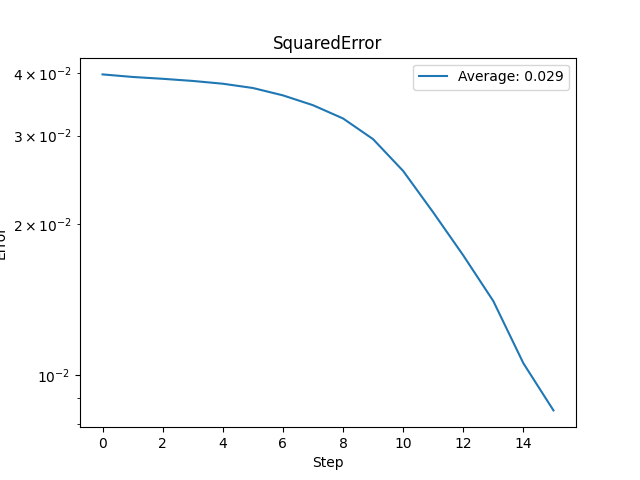 SquaredError
Average: 0.029
4 × 10⁻²
3 × 10⁻²
2 × 10⁻²
10⁻²
Error
0 2 4 6 8 10 12 14
Step